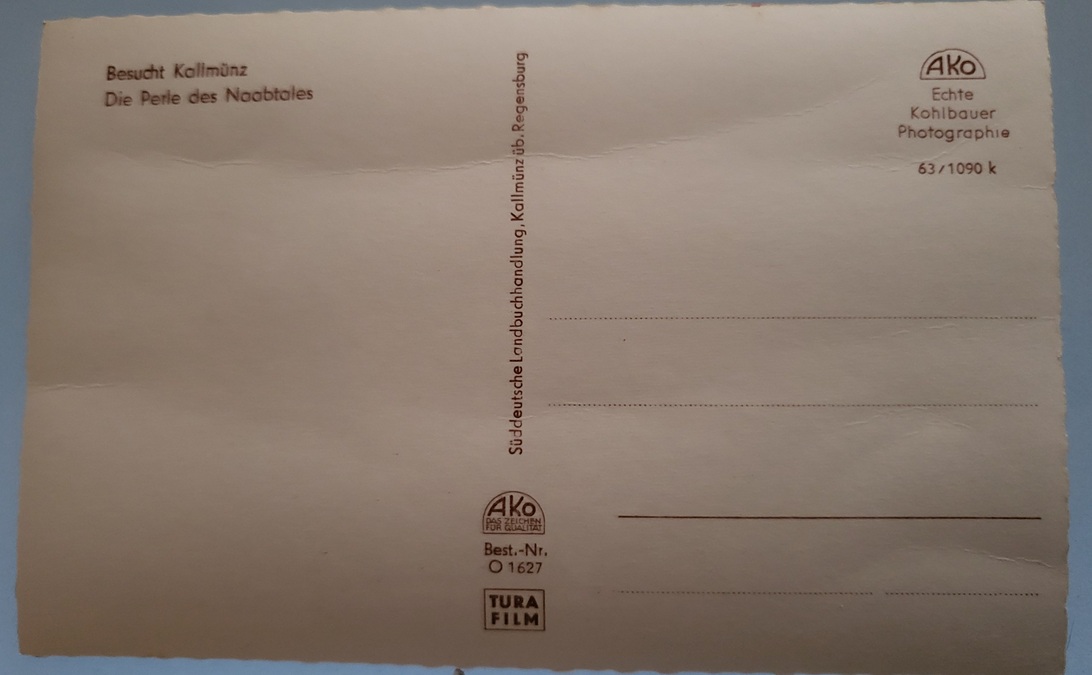 Besucht Kallmünz
Die Perle des Naabtales
Süddeutsche Landbuchhandlung, Kallmünz üb. Regensburg
AKo
DAS ZEICHEN
FÜR QUALITÄT
Best.-Nr.
O 1627
TURA
FILM
AKo
Echte
Kohlbauer
Photographie
63/1090 k